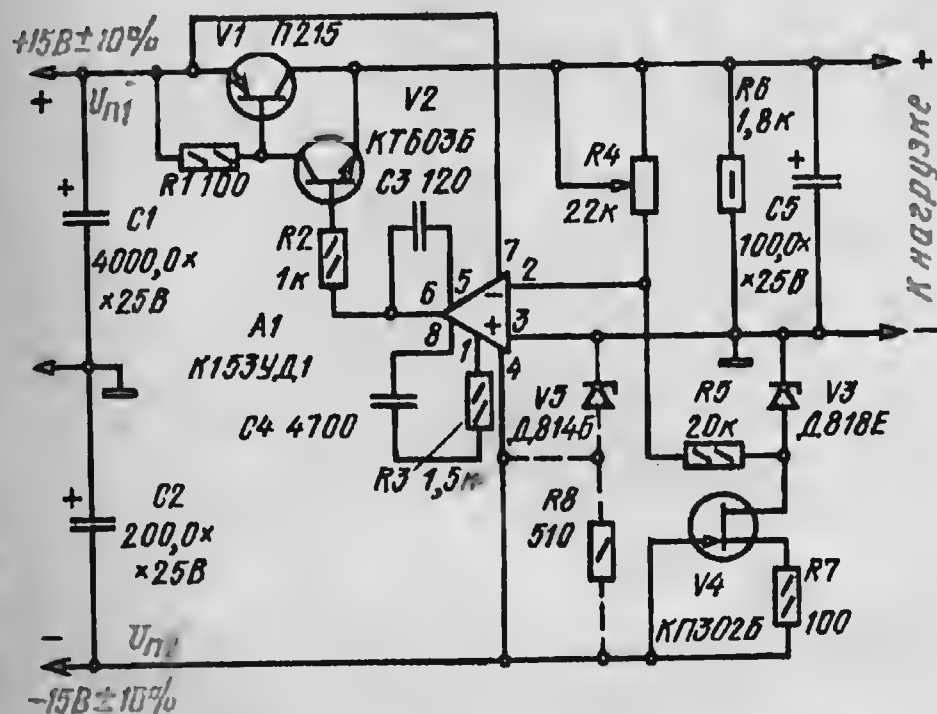 +15В±10%
V1 П215
+
Uп1
V2
КТ603Б
C3 120
R1 100
R2
1к
R4
22к
R6
1,8к
+
C5
100,0×
×25В
+
К нагрузке
−
+
C1
4000,0×
×25В
7
2
5
6
−
+
3
8
1
4
A1
К153УД1
C4 4700
R3 1,5к
V5
Д814Б
R5
20к
V3
Д818Е
+
C2
200,0×
×25В
R8
510
V4
КП302Б
R7
100
−
−15В±10%